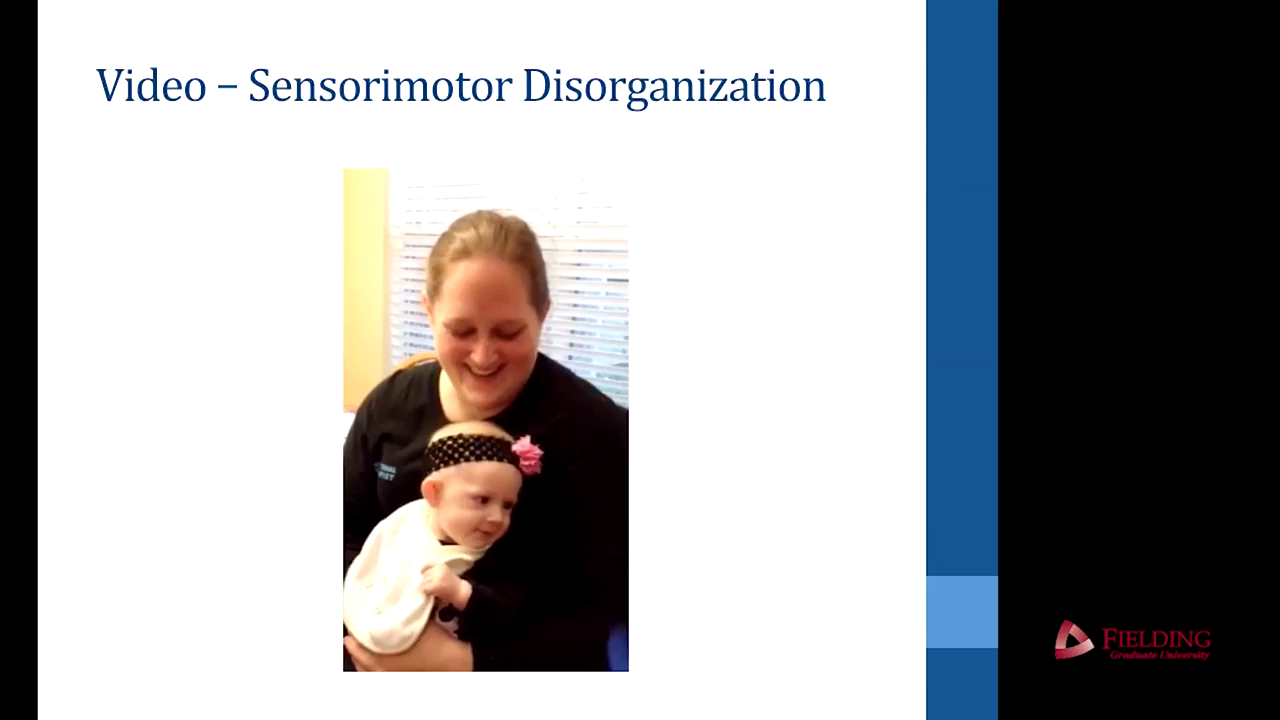 Video – Sensorimotor Disorganization
FIELDING
Graduate University